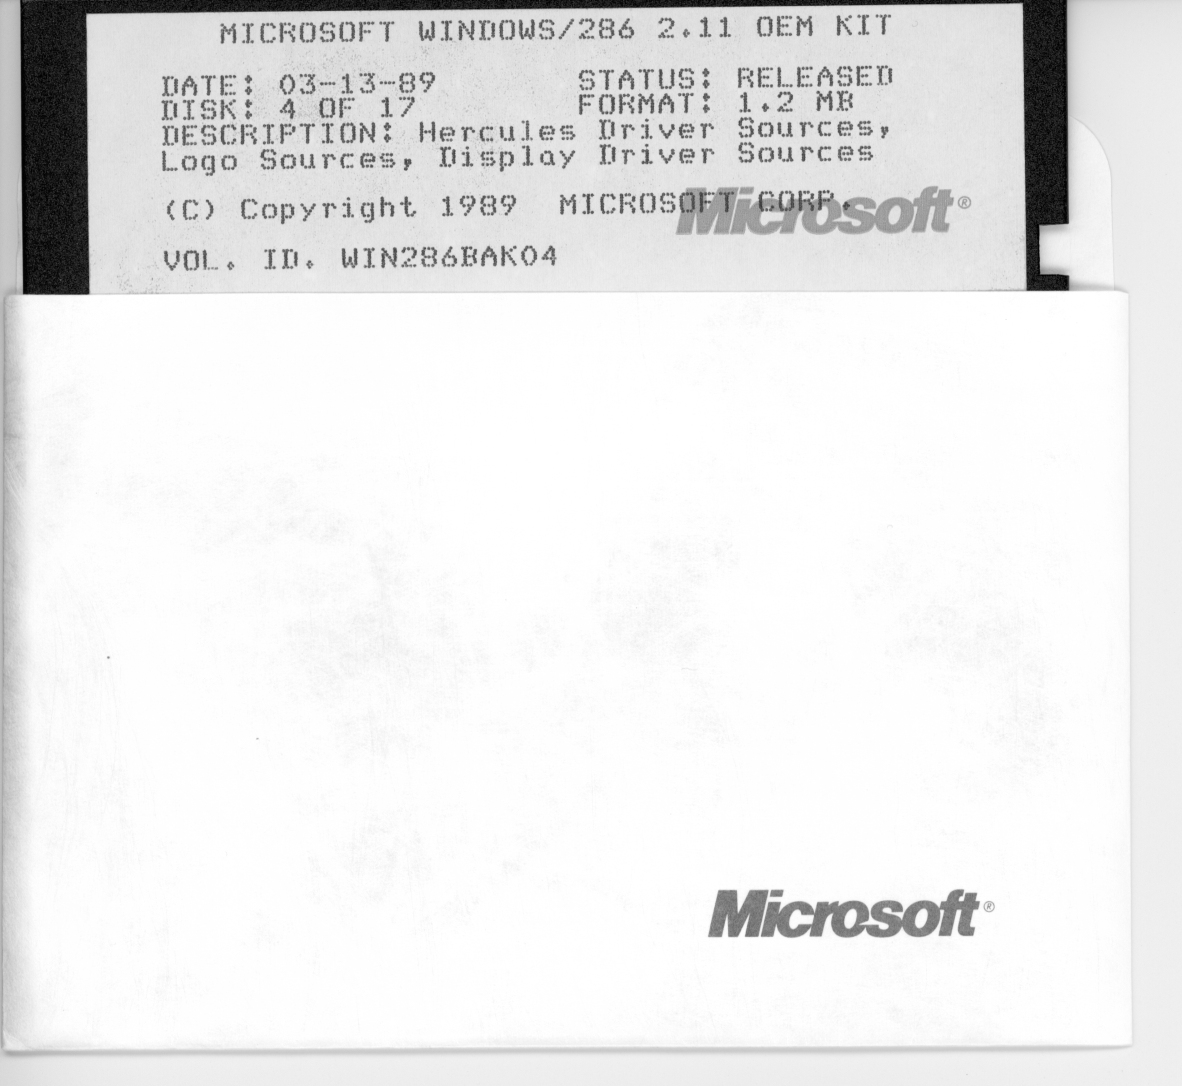 MICROSOFT WINDOWS/286 2.11 OEM KIT
DATE: 03-13-89 STATUS: RELEASED
DISK: 4 OF 17 FORMAT: 1.2 MB
DESCRIPTION: Hercules Driver Sources,
Logo Sources, Display Driver Sources
(C) Copyright 1989 MICROSOFT CORP.
Microsoft®
VOL. ID. WIN286BAK04
Microsoft®